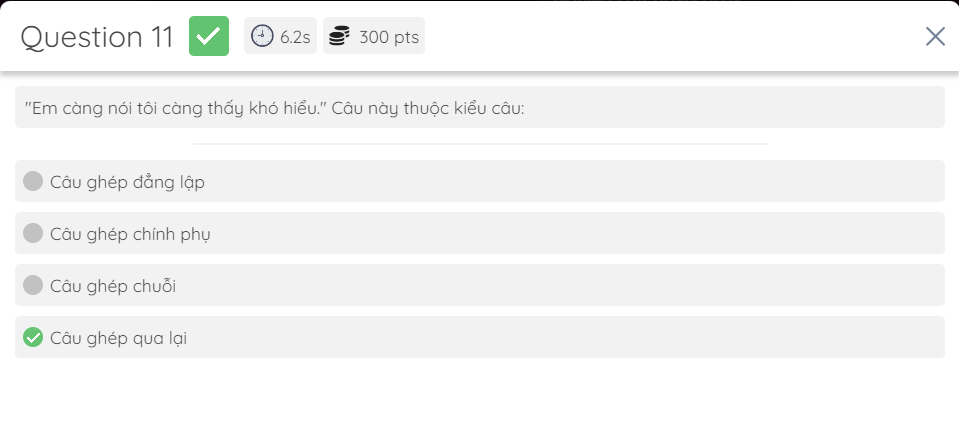 Question 11 6.2s 300 pts
"Em càng nói tôi càng thấy khó hiểu." Câu này thuộc kiểu câu:
Câu ghép đẳng lập
Câu ghép chính phụ
Câu ghép chuỗi
Câu ghép qua lại